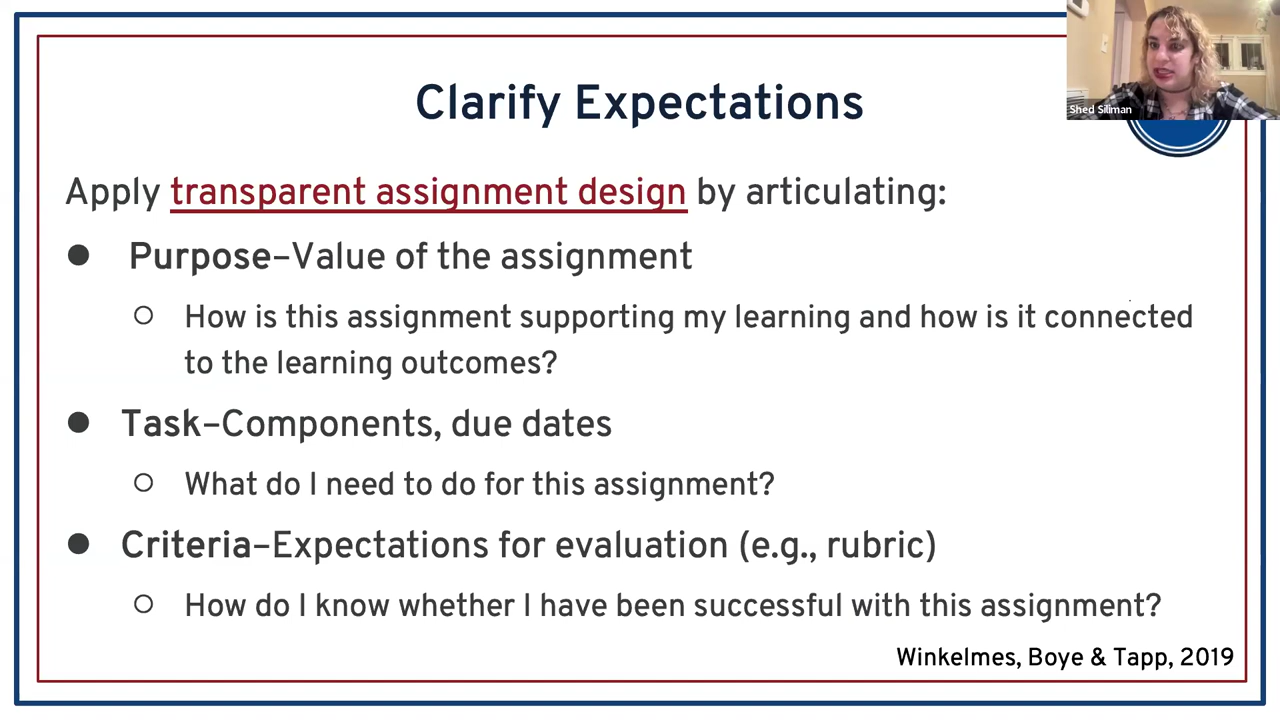 Clarify Expectations
Shed Siliman
Apply transparent assignment design by articulating:
● Purpose–Value of the assignment
○ How is this assignment supporting my learning and how is it connected
to the learning outcomes?
● Task–Components, due dates
○ What do I need to do for this assignment?
● Criteria–Expectations for evaluation (e.g., rubric)
○ How do I know whether I have been successful with this assignment?
Winkelmes, Boye & Tapp, 2019